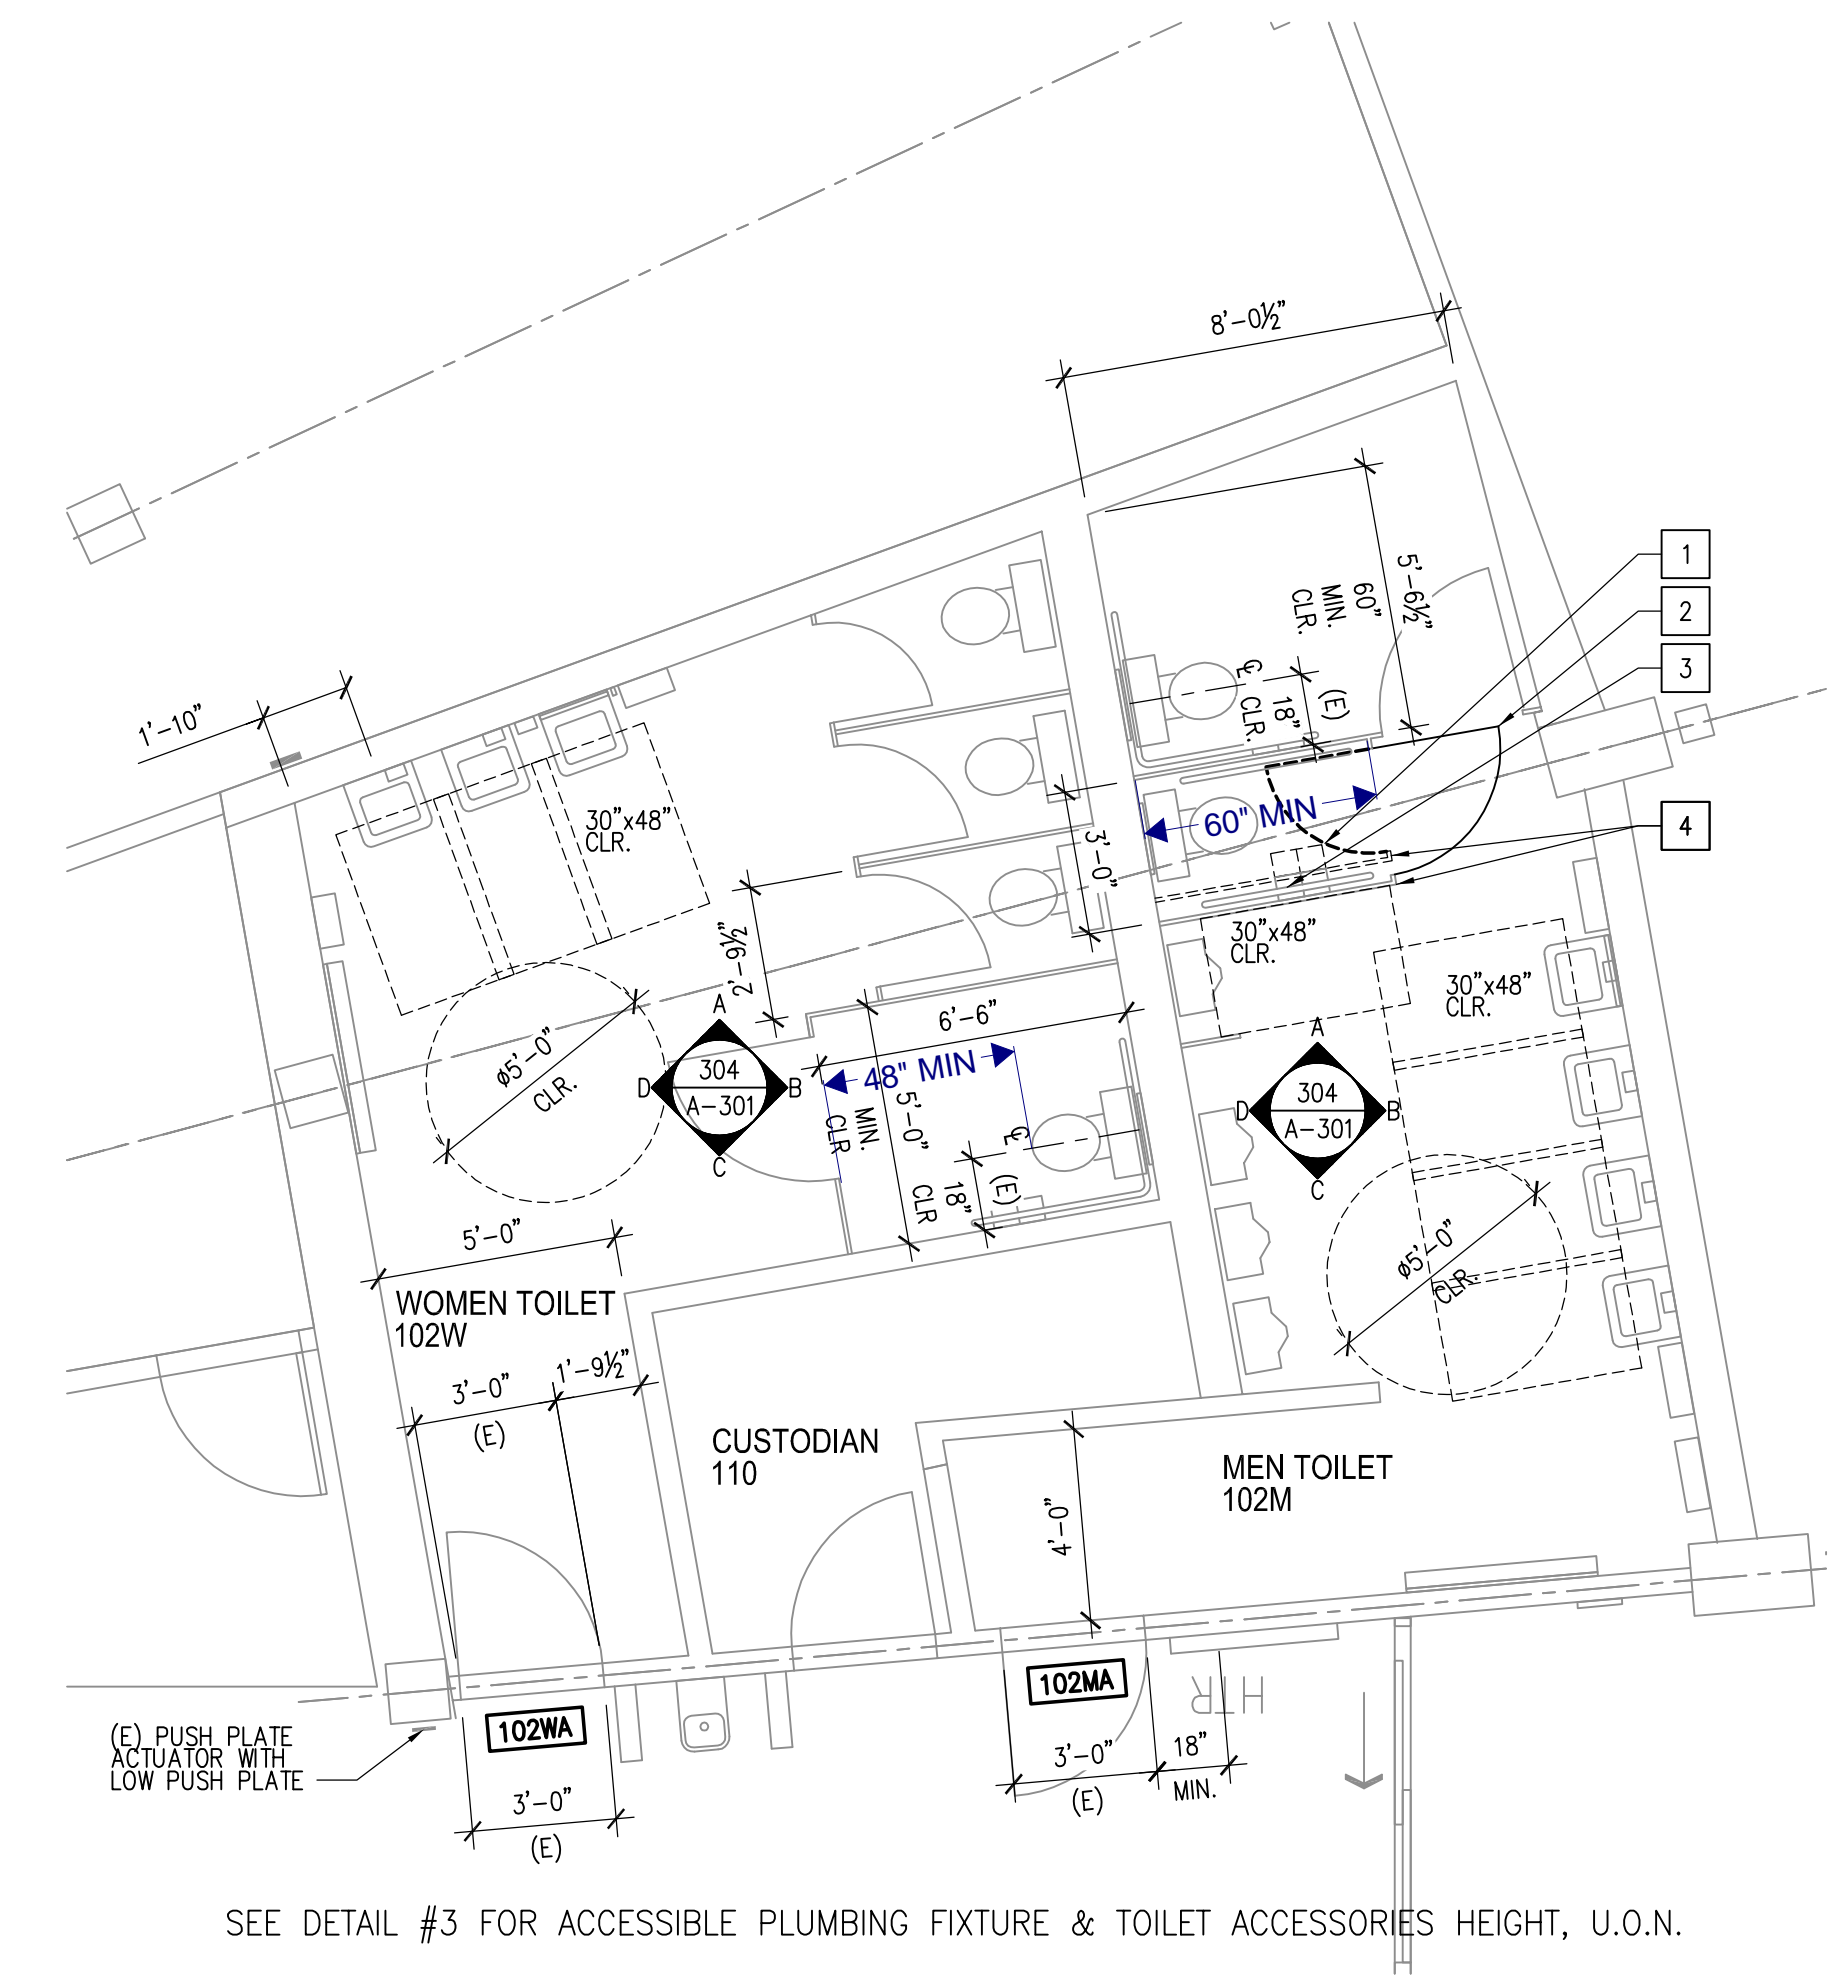 8'-0½"
1'-10"
5'-6½"
60"
MIN.
CLR.
℄
18"
CLR.
(E)
1
2
3
4
30"x48"
CLR.
60" MIN
3'-0"
2'-9½"
30"x48"
CLR.
30"x48"
CLR.
ø5'-0"
CLR.
A
D
304
B
A-301
C
6'-6"
48" MIN
MIN.
CLR
5'-0"
℄
18"
CLR
(E)
A
D
304
B
A-301
C
ø5'-0"
CLR.
5'-0"
WOMEN TOILET
102W
3'-0"
(E)
1'-9½"
CUSTODIAN
110
MEN TOILET
102M
4'-0"
102WA
102MA
HTR
(E) PUSH PLATE
ACTUATOR WITH
LOW PUSH PLATE
3'-0"
(E)
3'-0"
(E)
18"
MIN.
SEE DETAIL #3 FOR ACCESSIBLE PLUMBING FIXTURE & TOILET ACCESSORIES HEIGHT, U.O.N.